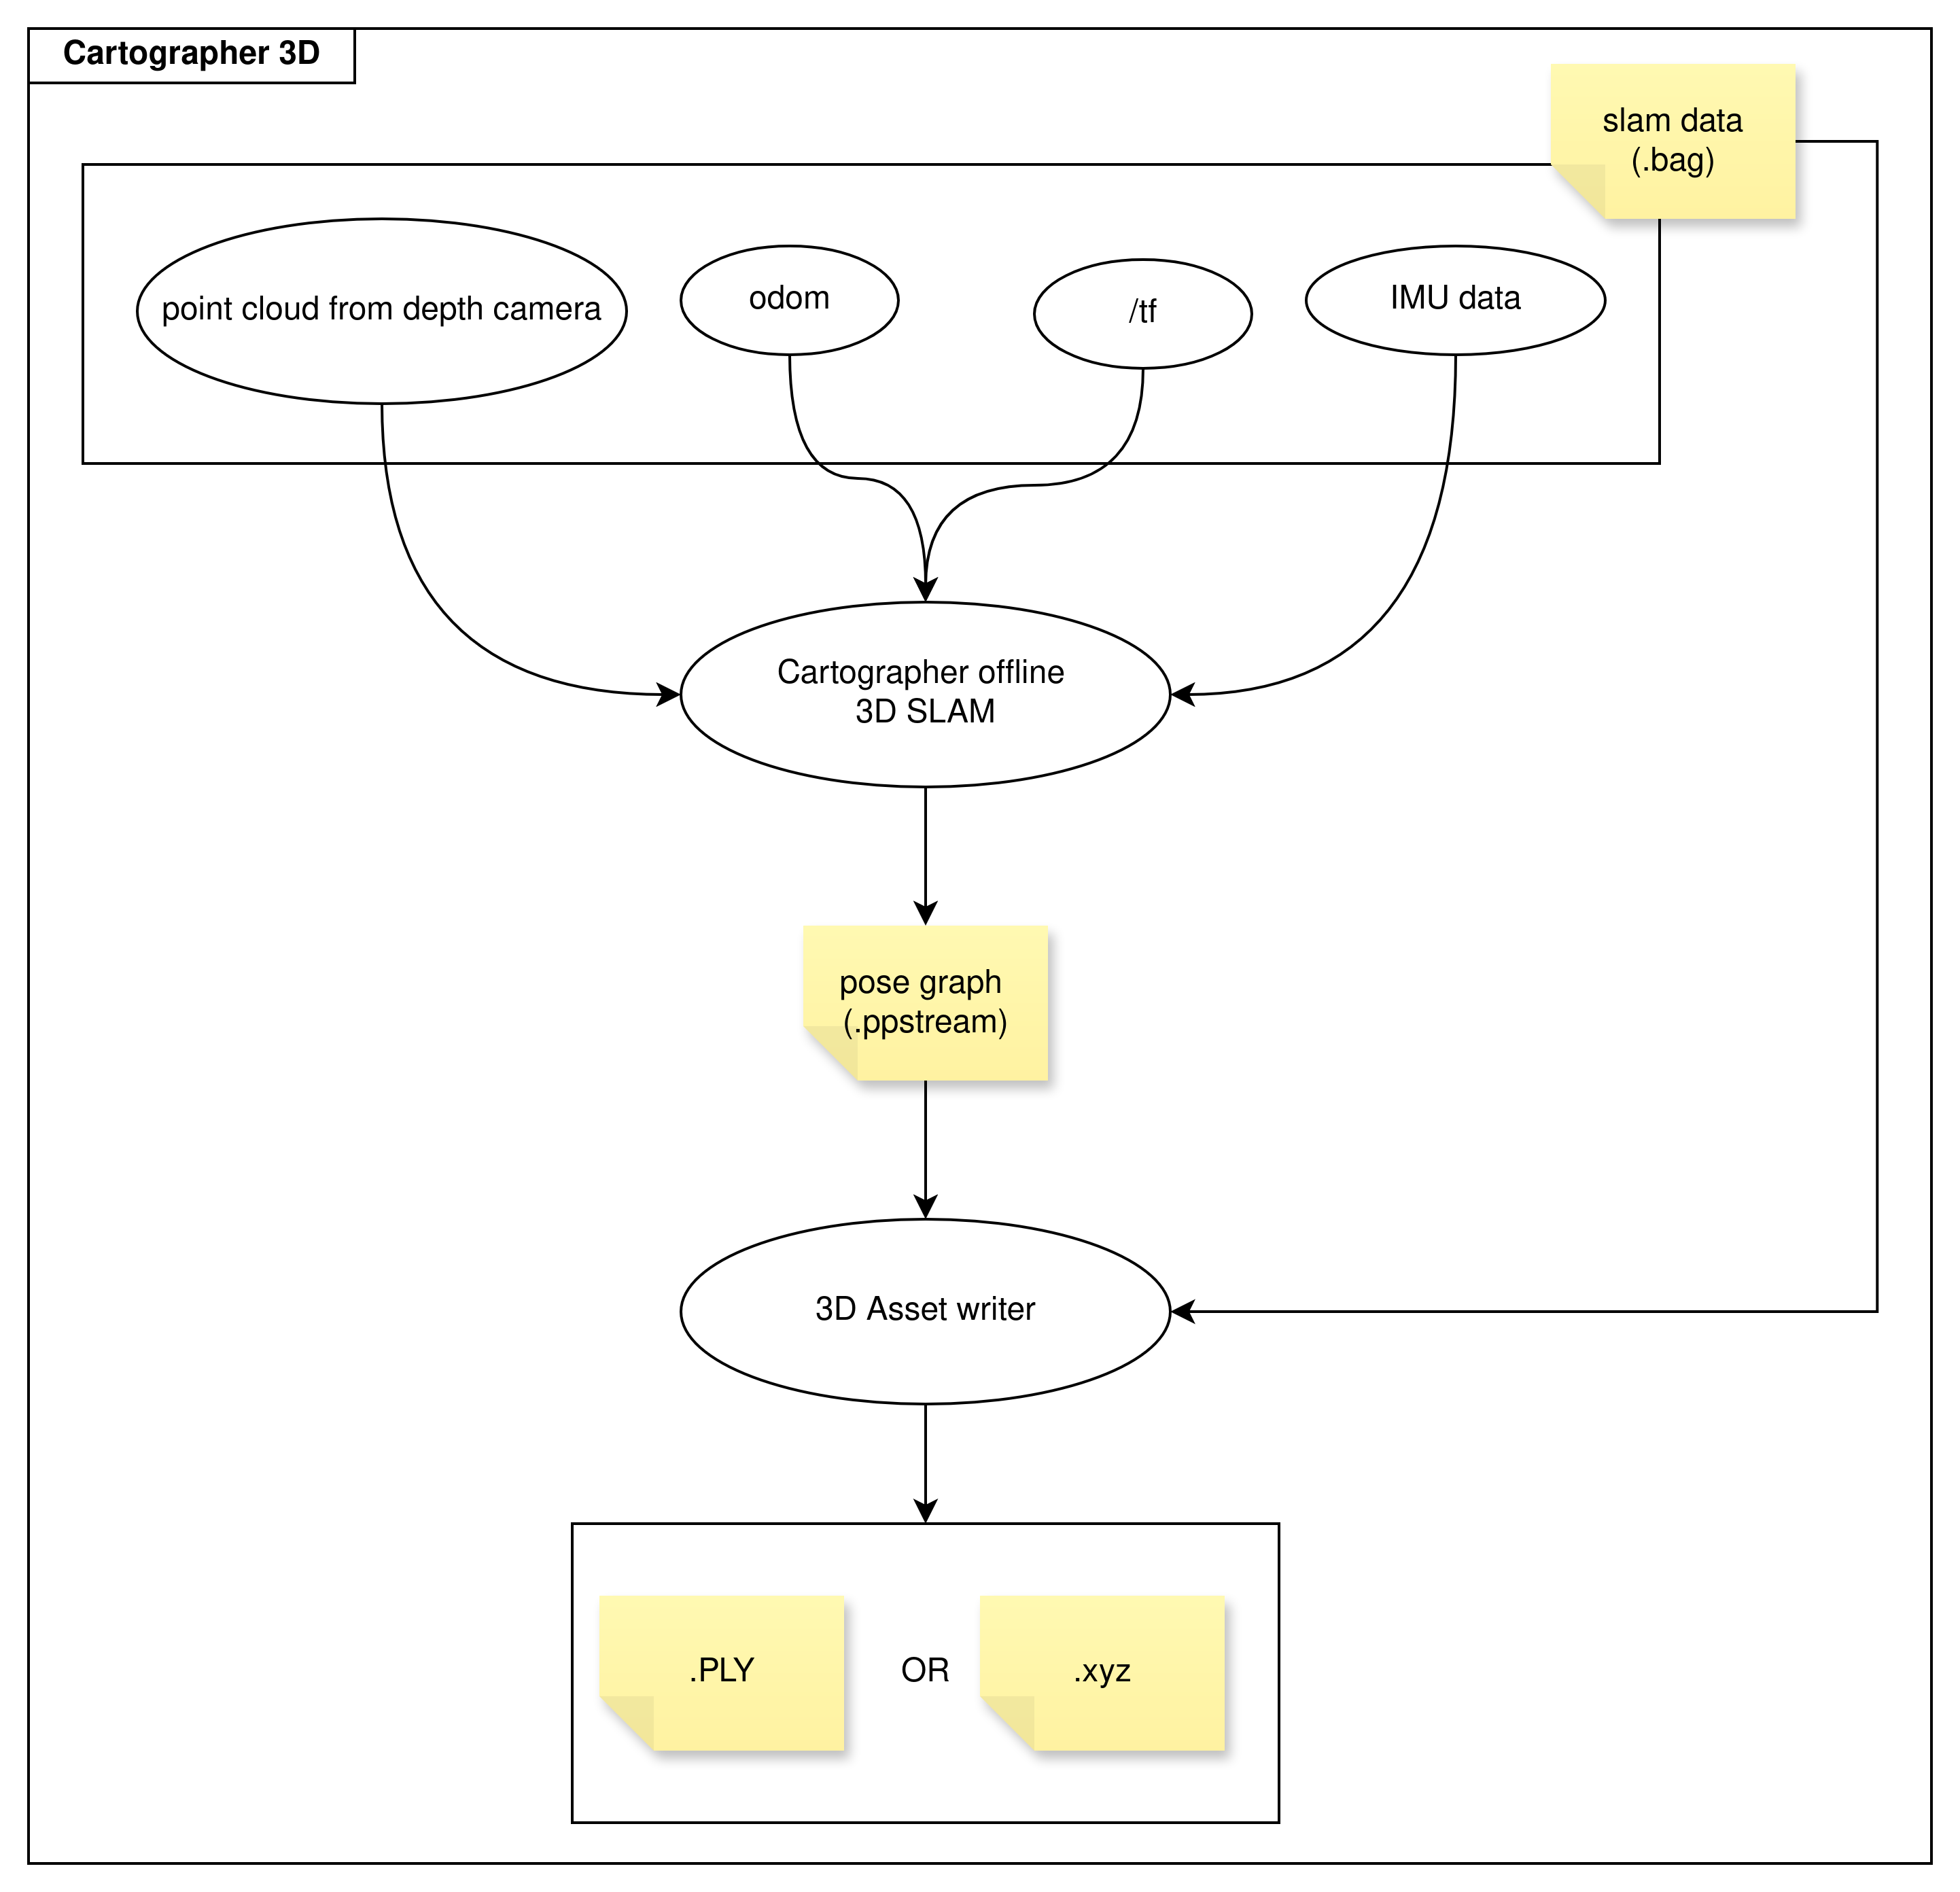 Cartographer 3D
slam data
(.bag)
point cloud from depth camera
odom
/tf
IMU data
Cartographer offline
3D SLAM
pose graph
(.ppstream)
3D Asset writer
.PLY
OR
.xyz